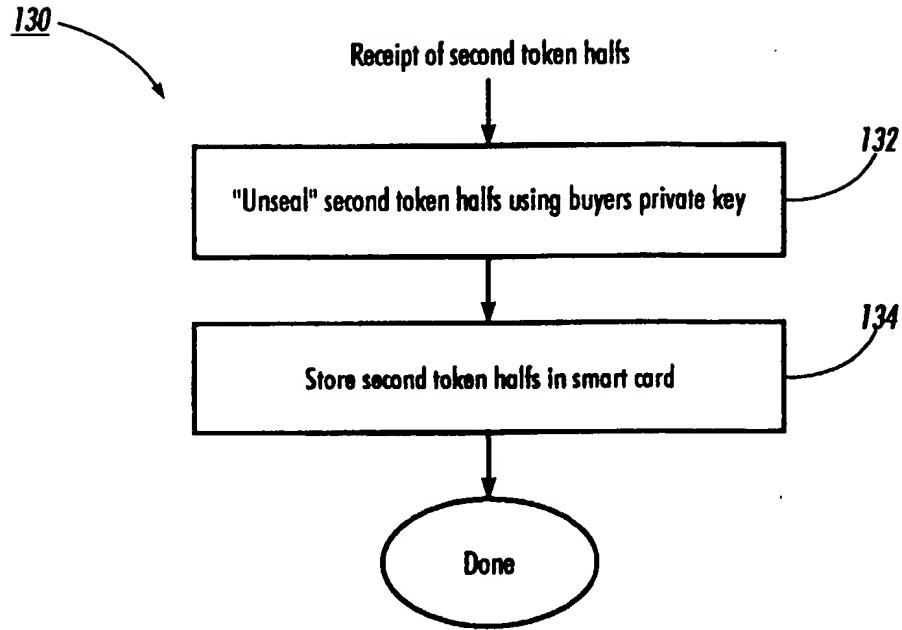 130
Receipt of second token halfs
132
"Unseal" second token halfs using buyers private key
134
Store second token halfs in smart card
Done